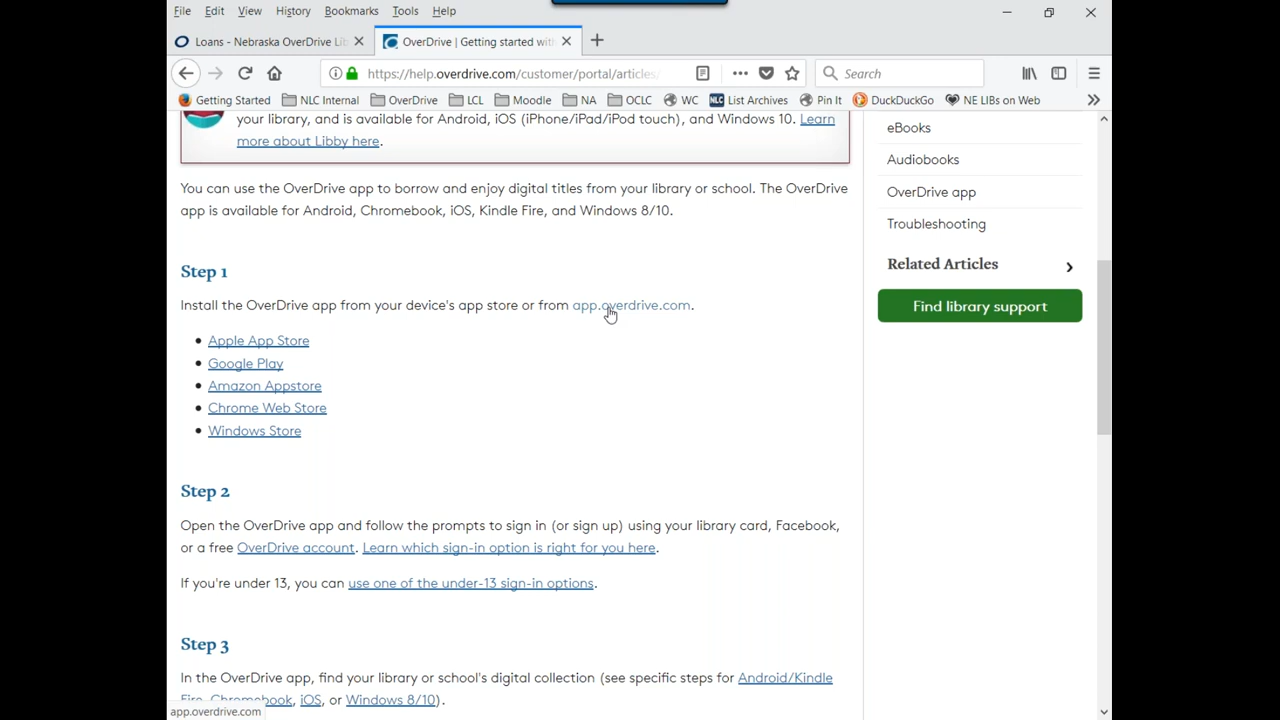 File Edit View History Bookmarks Tools Help
Loans - Nebraska OverDrive Lib
OverDrive | Getting started with
https://help.overdrive.com/customer/portal/articles/
Search
Getting Started NLC Internal OverDrive LCL Moodle NA OCLC WC NLC List Archives Pin It DuckDuckGo NE LIBs on Web
your library, and is available for Android, iOS (iPhone/iPad/iPod touch), and Windows 10. Learn
more about Libby here.
You can use the OverDrive app to borrow and enjoy digital titles from your library or school. The OverDrive
app is available for Android, Chromebook, iOS, Kindle Fire, and Windows 8/10.
Step 1
Install the OverDrive app from your device's app store or from app.overdrive.com.
Apple App Store
Google Play
Amazon Appstore
Chrome Web Store
Windows Store
Step 2
Open the OverDrive app and follow the prompts to sign in (or sign up) using your library card, Facebook,
or a free OverDrive account. Learn which sign-in option is right for you here.
If you're under 13, you can use one of the under-13 sign-in options.
Step 3
In the OverDrive app, find your library or school's digital collection (see specific steps for Android/Kindle
Fire, Chromebook, iOS, or Windows 8/10).
app.overdrive.com
eBooks
Audiobooks
OverDrive app
Troubleshooting
Related Articles
Find library support